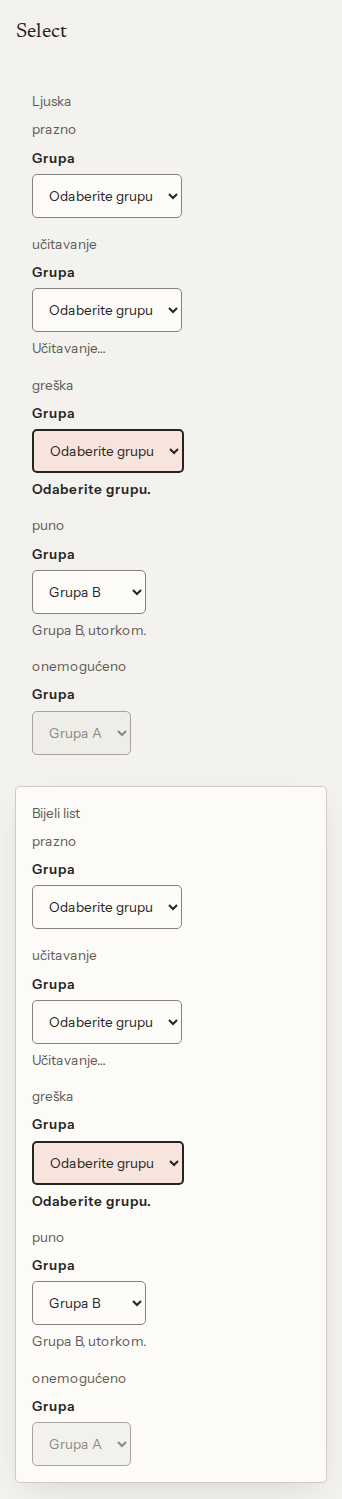 Select
Ljuska
prazno
Grupa
Odaberite grupu
učitavanje
Grupa
Odaberite grupu
Učitavanje…
greška
Grupa
Odaberite grupu
Odaberite grupu.
puno
Grupa
Grupa B
Grupa B, utorkom.
onemogućeno
Grupa
Grupa A
Bijeli list
prazno
Grupa
Odaberite grupu
učitavanje
Grupa
Odaberite grupu
Učitavanje…
greška
Grupa
Odaberite grupu
Odaberite grupu.
puno
Grupa
Grupa B
Grupa B, utorkom.
onemogućeno
Grupa
Grupa A